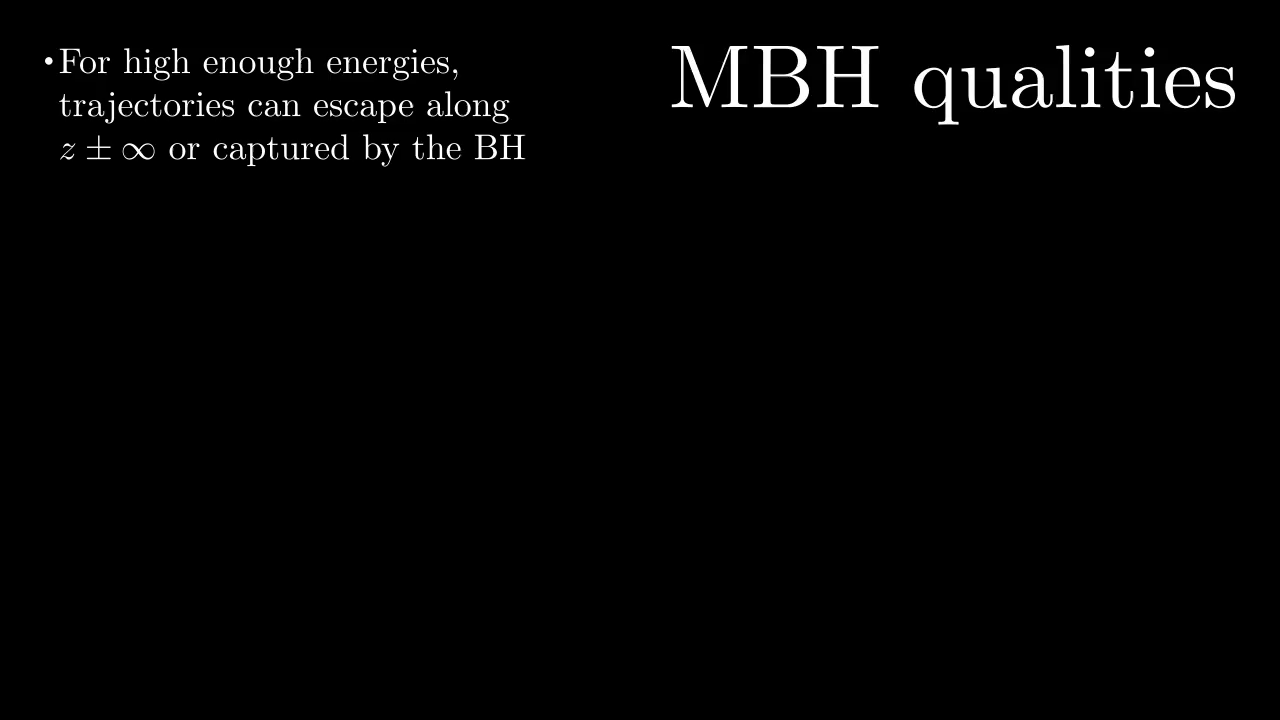 MBH qualities
•For high enough energies,
trajectories can escape along
z ± ∞ or captured by the BH